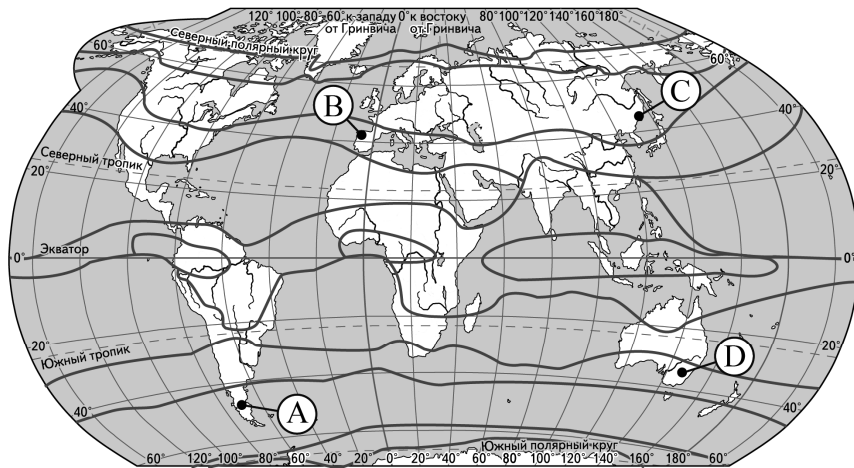 120° 100° 80° 60° к западу 0° к востоку 80° 100° 120° 140° 160° 180°
от Гринвича от Гринвича
Северный полярный круг
60° 60°
B C
40° 40°
Северный тропик
20° 20°
Экватор
0° 0°
20° 20°
Южный тропик
D
A
40° 40°
Южный полярный круг
60° 120° 100° 80° 60° 40° 20° 0° 20° 40° 60° 80° 100° 120° 140° 160° 180° 60°